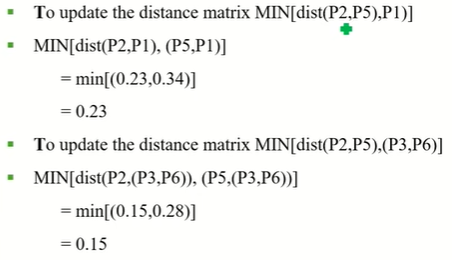 ▪ To update the distance matrix MIN[dist(P2,P5),P1)]
▪ MIN[dist(P2,P1), (P5,P1)]
= min[(0.23,0.34)]
= 0.23
▪ To update the distance matrix MIN[dist(P2,P5),(P3,P6)]
▪ MIN[dist(P2,(P3,P6)), (P5,(P3,P6))]
= min[(0.15,0.28)]
= 0.15